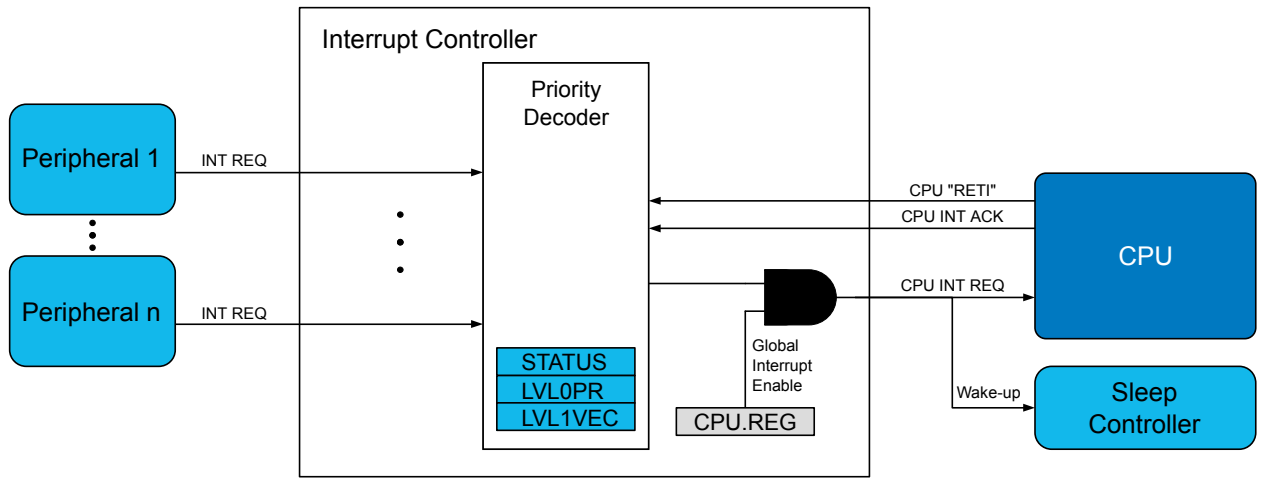 Interrupt Controller
Priority
Decoder
Peripheral 1
INT REQ
CPU "RETI"
CPU INT ACK
CPU
CPU INT REQ
Peripheral n
INT REQ
Global
Interrupt
Enable
STATUS
LVL0PR
LVL1VEC
CPU.REG
Wake-up
Sleep
Controller